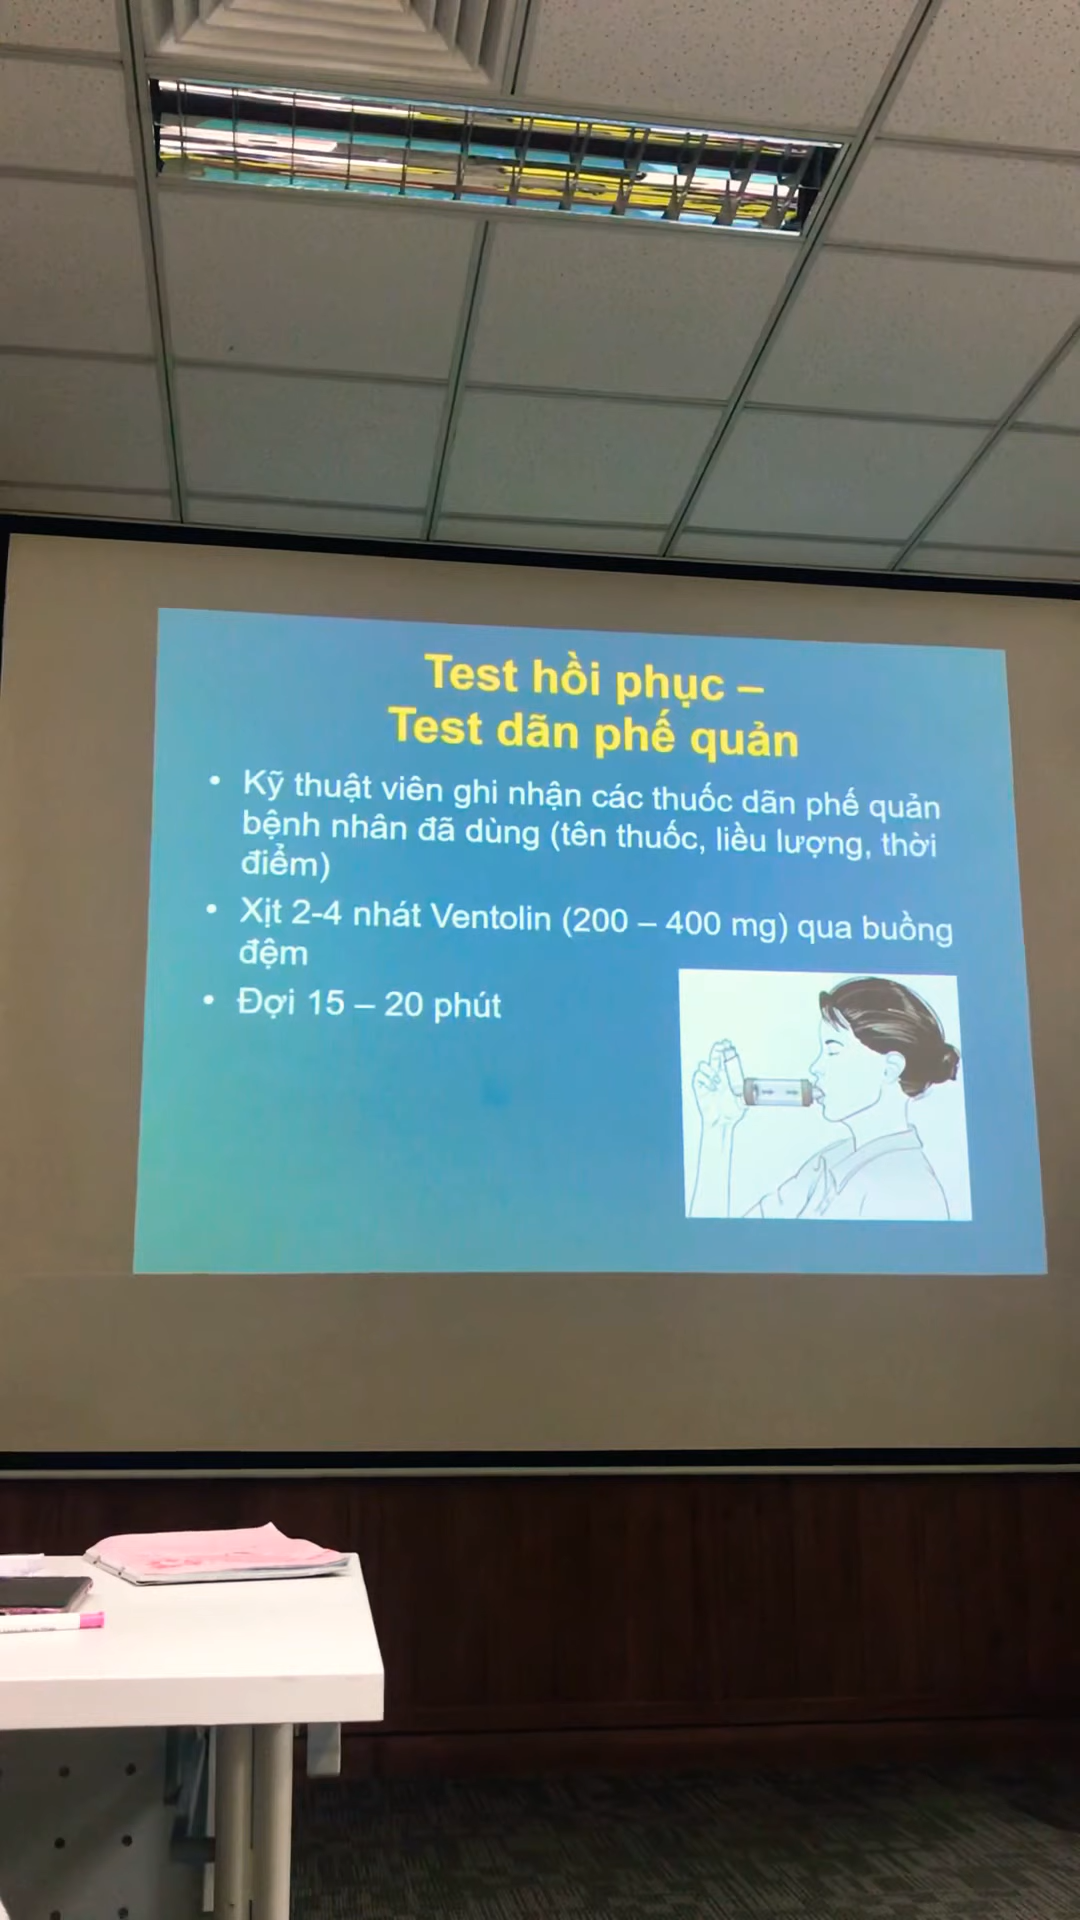 Test hồi phục –
Test dãn phế quản
• Kỹ thuật viên ghi nhận các thuốc dãn phế quản
bệnh nhân đã dùng (tên thuốc, liều lượng, thời
điểm)
• Xịt 2-4 nhát Ventolin (200 – 400 mg) qua buồng
đệm
• Đợi 15 – 20 phút